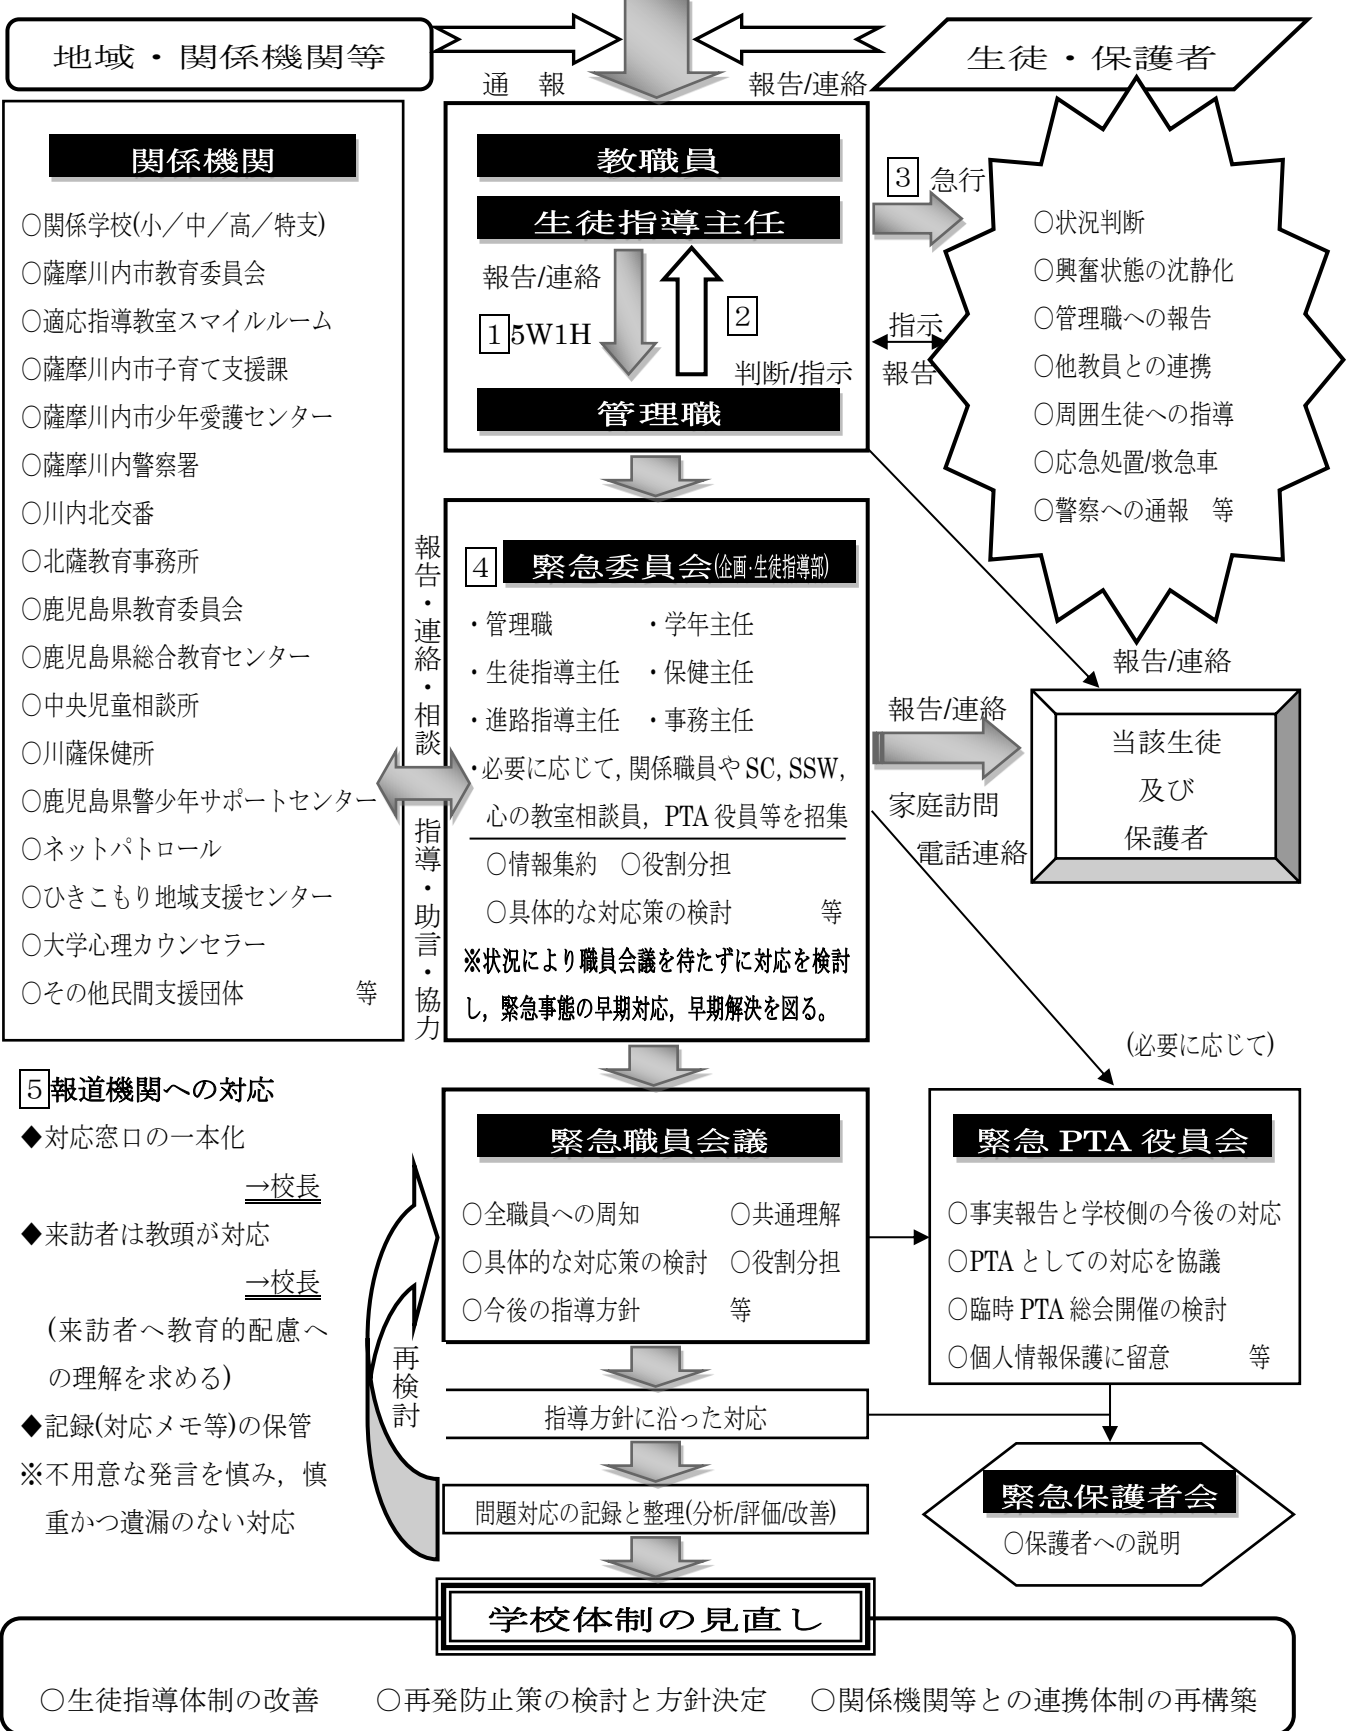 地域・関係機関等
生徒・保護者
通　報
報告/連絡
関係機関
○関係学校(小／中／高／特支)
○薩摩川内市教育委員会
○適応指導教室スマイルルーム
○薩摩川内市子育て支援課
○薩摩川内市少年愛護センター
○薩摩川内警察署
○川内北交番
○北薩教育事務所
○鹿児島県教育委員会
○鹿児島県総合教育センター
○中央児童相談所
○川薩保健所
○鹿児島県警少年サポートセンター
○ネットパトロール
○ひきこもり地域支援センター
○大学心理カウンセラー
○その他民間支援団体　　　　　等
報告・連絡・相談
指導・助言・協力
教職員
生徒指導主任
報告/連絡
1 5W1H
2
判断/指示
管理職
3 急行
指示
報告
○状況判断
○興奮状態の沈静化
○管理職への報告
○他教員との連携
○周囲生徒への指導
○応急処置/救急車
○警察への通報　等
4 緊急委員会(企画・生徒指導部)
・管理職　　　　・学年主任
・生徒指導主任　・保健主任
・進路指導主任　・事務主任
・必要に応じて，関係職員やSC，SSW，
心の教室相談員，PTA役員等を招集
○情報集約　○役割分担
○具体的な対応策の検討　　　　等
※状況により職員会議を待たずに対応を検討
し，緊急事態の早期対応，早期解決を図る。
報告/連絡
報告/連絡
家庭訪問
電話連絡
当該生徒
及び
保護者
(必要に応じて)
5 報道機関への対応
◆対応窓口の一本化
→校長
◆来訪者は教頭が対応
→校長
(来訪者へ教育的配慮へ
の理解を求める)
◆記録(対応メモ等)の保管
※不用意な発言を慎み，慎
重かつ遺漏のない対応
再検討
緊急職員会議
○全職員への周知　　　　○共通理解
○具体的な対応策の検討　○役割分担
○今後の指導方針　　　　等
緊急PTA役員会
○事実報告と学校側の今後の対応
○PTAとしての対応を協議
○臨時PTA総会開催の検討
○個人情報保護に留意　　　　等
指導方針に沿った対応
問題対応の記録と整理(分析/評価/改善)
緊急保護者会
○保護者への説明
学校体制の見直し
○生徒指導体制の改善　　○再発防止策の検討と方針決定　　○関係機関等との連携体制の再構築